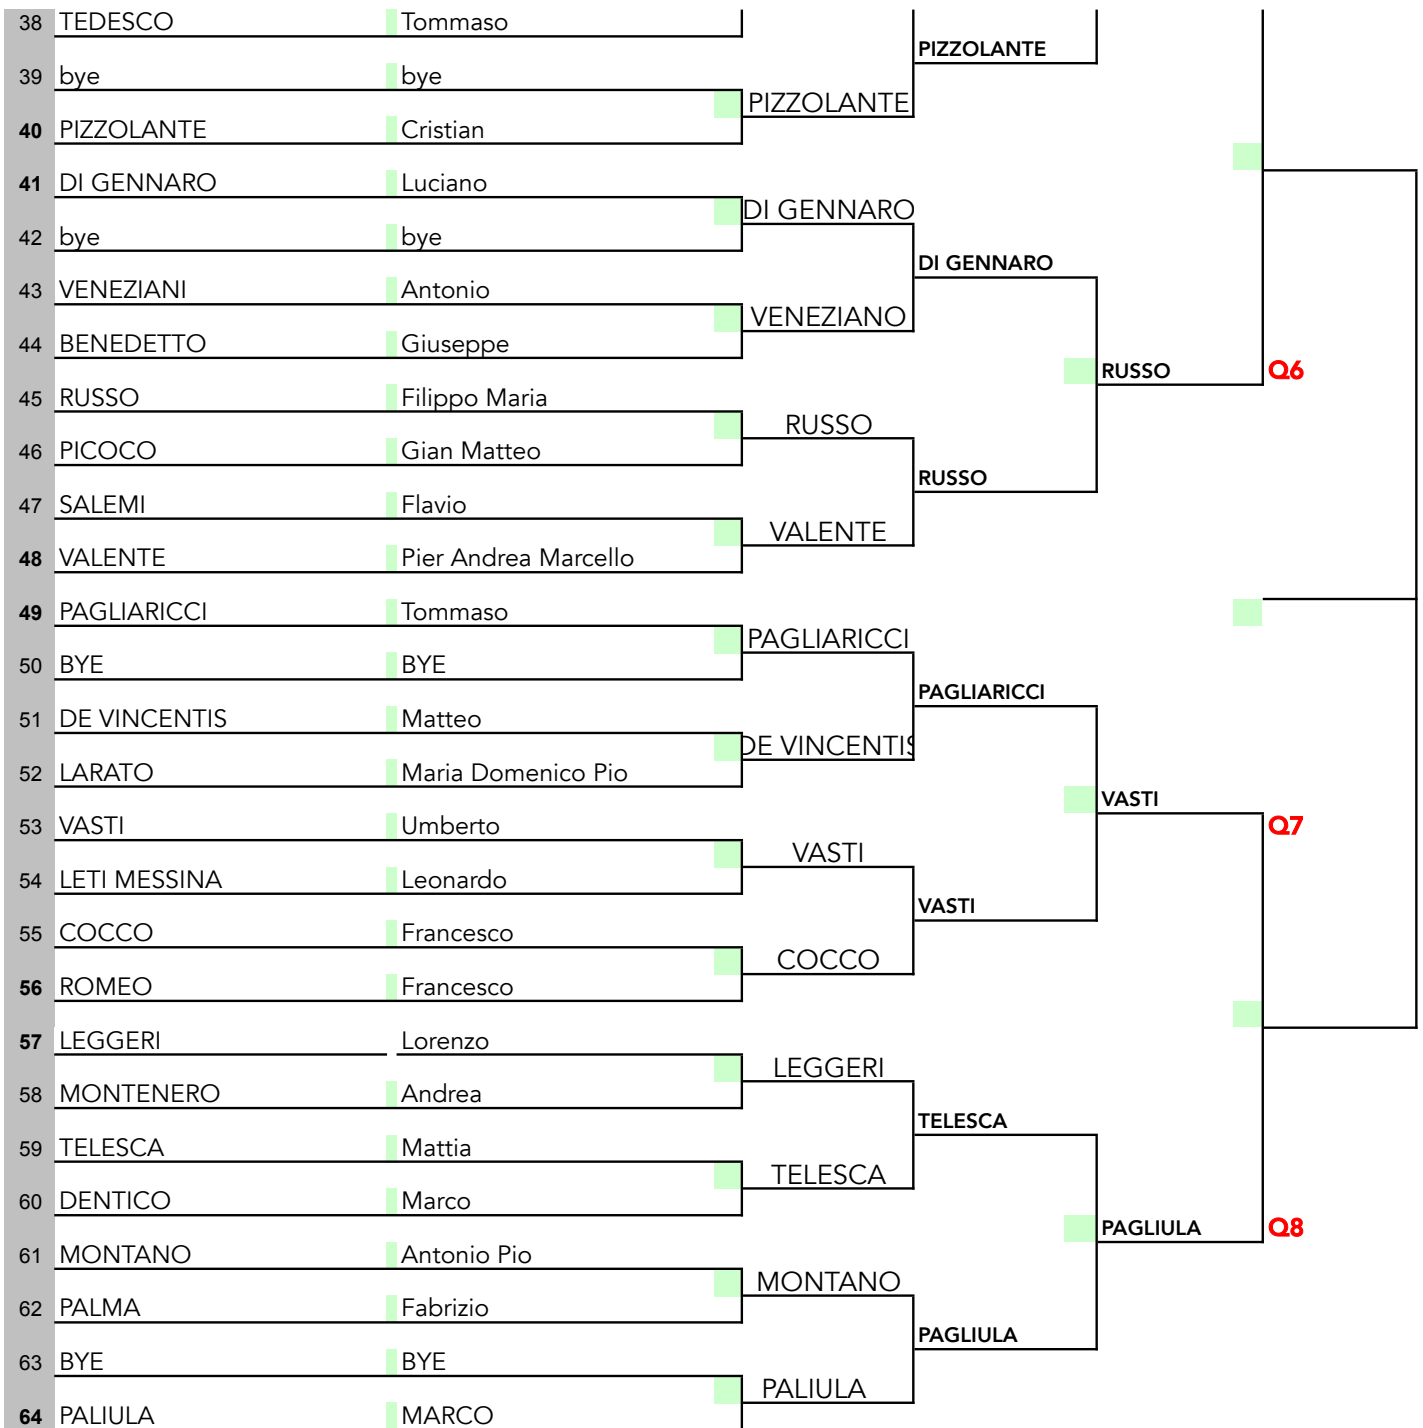 38 TEDESCO Tommaso
PIZZOLANTE
39 bye bye
PIZZOLANTE
40 PIZZOLANTE Cristian
41 DI GENNARO Luciano
DI GENNARO
42 bye bye
DI GENNARO
43 VENEZIANI Antonio
VENEZIANO
44 BENEDETTO Giuseppe
RUSSO Q6
45 RUSSO Filippo Maria
RUSSO
46 PICOCO Gian Matteo
RUSSO
47 SALEMI Flavio
VALENTE
48 VALENTE Pier Andrea Marcello
49 PAGLIARICCI Tommaso
PAGLIARICCI
50 BYE BYE
PAGLIARICCI
51 DE VINCENTIS Matteo
DE VINCENTIS
52 LARATO Maria Domenico Pio
VASTI
53 VASTI Umberto Q7
VASTI
54 LETI MESSINA Leonardo
VASTI
55 COCCO Francesco
COCCO
56 ROMEO Francesco
57 LEGGERI Lorenzo
LEGGERI
58 MONTENERO Andrea
TELESCA
59 TELESCA Mattia
TELESCA
60 DENTICO Marco
PAGLIULA Q8
61 MONTANO Antonio Pio
MONTANO
62 PALMA Fabrizio
PAGLIULA
63 BYE BYE
PALIULA
64 PALIULA MARCO